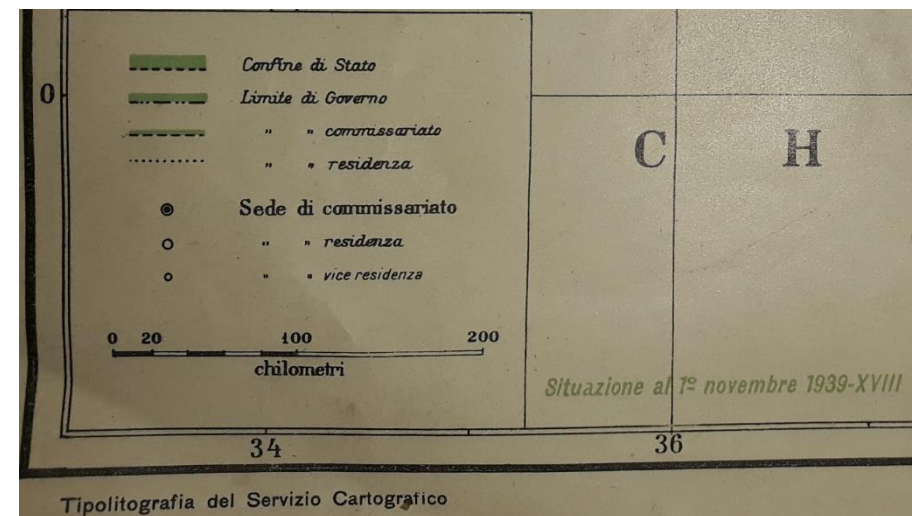 Confine di Stato
0
Limite di Governo
" " commissariato
" " residenza
Sede di commissariato
" " residenza
" " vice residenza
C H
0 20 100 200
chilometri
Situazione al 1º novembre 1939-XVIII
34 36
Tipolitografia del Servizio Cartografico